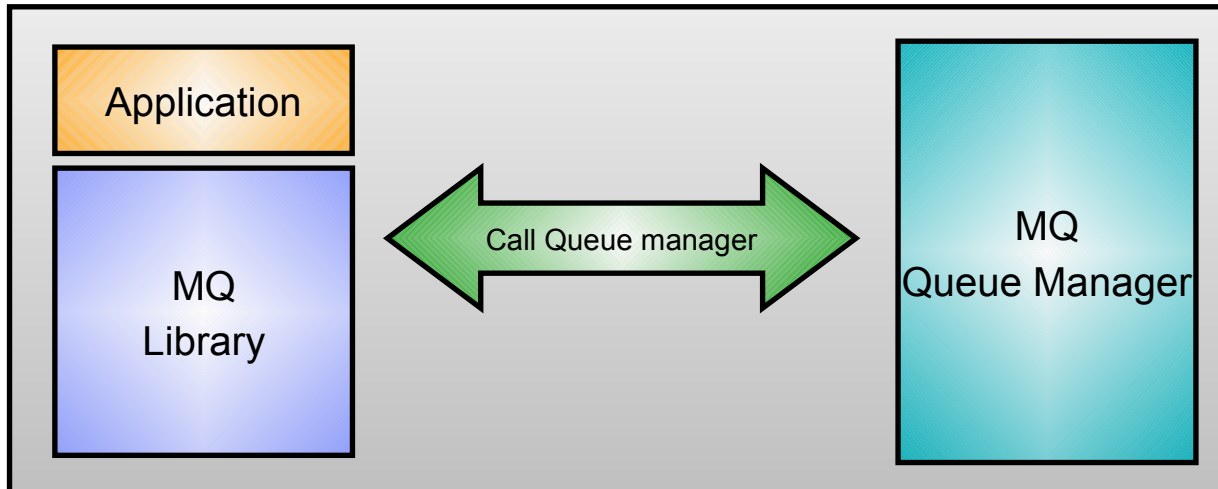 Application
MQ
Library
Call Queue manager
MQ
Queue Manager